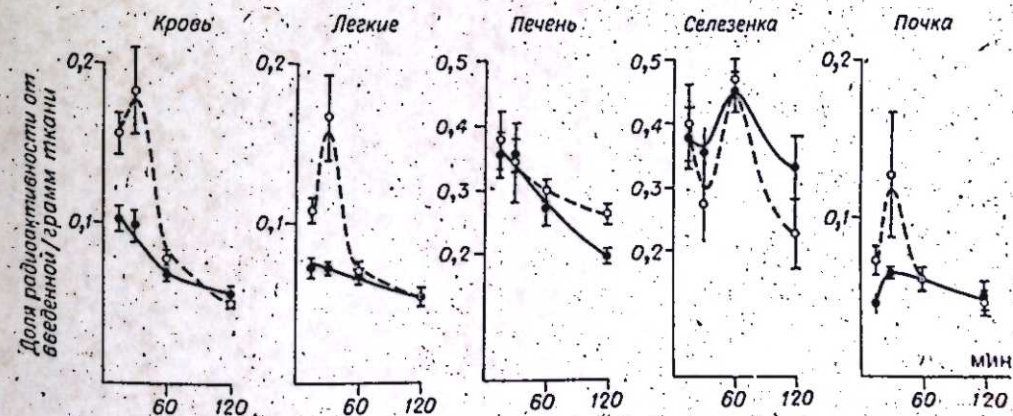 Кровь Легкие Печень Селезенка Почка
0,2 0,2 0,5 0,5 0,2
0,4 0,4
0,1 0,1 0,3 0,3 0,1
0,2 0,2
мин
60 120 60 120 60 120 60 120 60 120
Доля радиоактивности от
введенной/грамм ткани